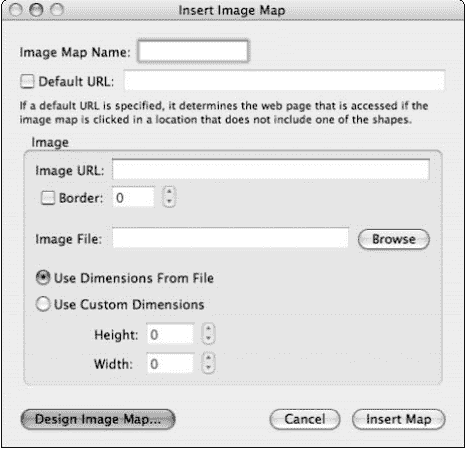 Insert Image Map
Image Map Name:
Default URL:
If a default URL is specified, it determines the web page that is accessed if the
image map is clicked in a location that does not include one of the shapes.
Image
Image URL:
Border: 0
Image File: Browse
Use Dimensions From File
Use Custom Dimensions
Height: 0
Width: 0
Design Image Map... Cancel Insert Map